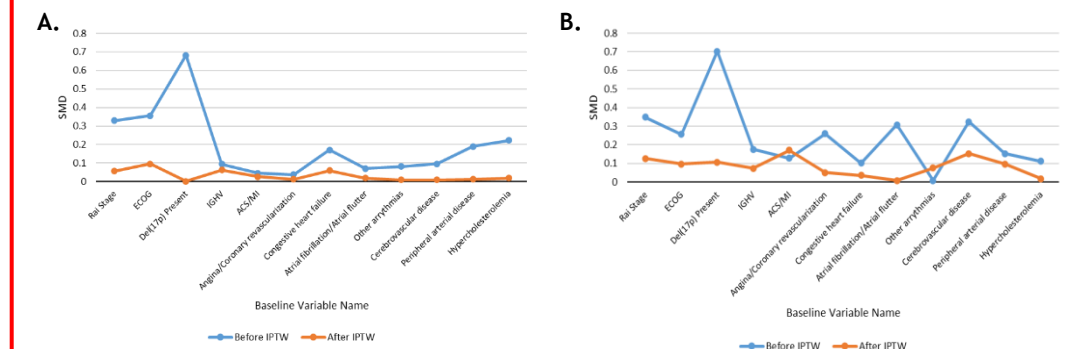 A.
0.8
0.7
0.6
0.5
0.4
0.3
0.2
0.1
0
SMD
Rai Stage
ECOG
Del(17p) Present
IGHV
ACS/MI
Angina/Coronary revascularization
Congestive heart failure
Atrial fibrillation/Atrial flutter
Other arrythmias
Cerebrovascular disease
Peripheral arterial disease
Hypercholesterolemia
Baseline Variable Name
Before IPTW After IPTW
B.
0.8
0.7
0.6
0.5
0.4
0.3
0.2
0.1
0
SMD
Rai Stage
ECOG
Del(17p) Present
IGHV
ACS/MI
Angina/Coronary revascularization
Congestive heart failure
Atrial fibrillation/Atrial flutter
Other arrythmias
Cerebrovascular disease
Peripheral arterial disease
Hypercholesterolemia
Baseline Variable Name
Before IPTW After IPTW